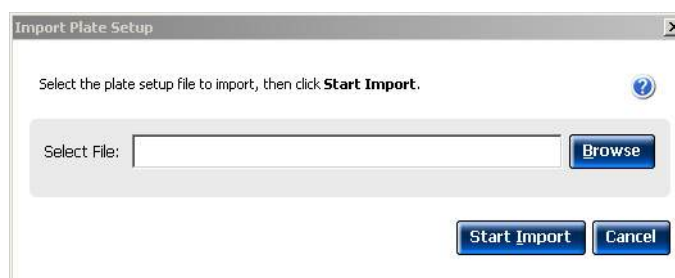 Import Plate Setup
Select the plate setup file to import, then click Start Import.
Select File:
Browse
Start Import
Cancel